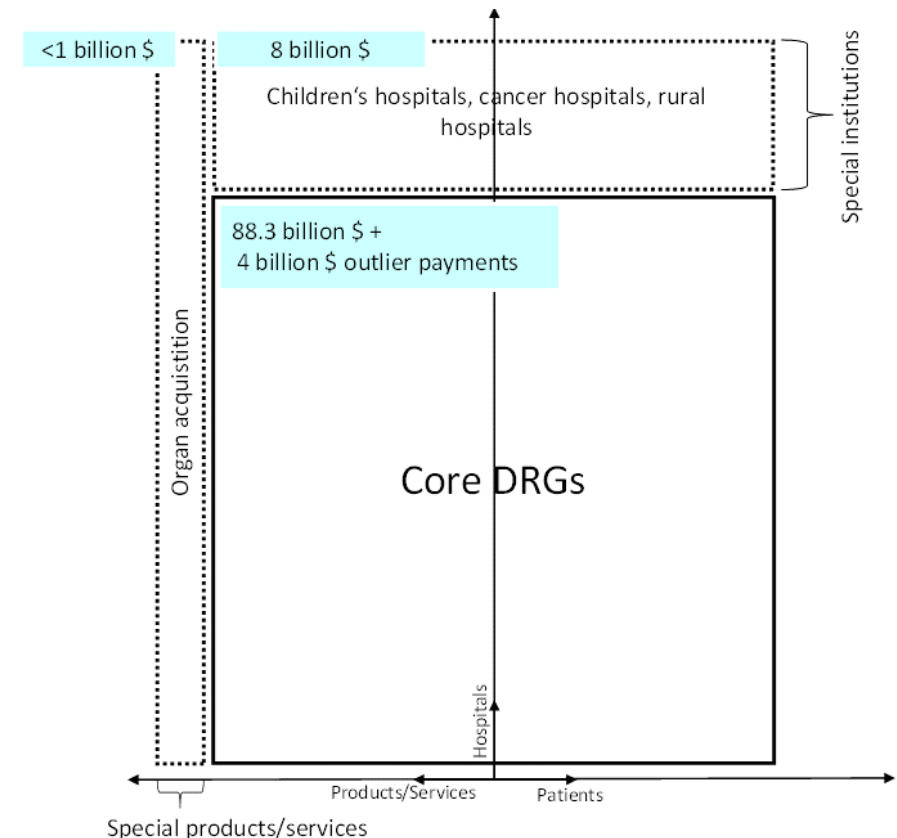 <1 billion $
8 billion $
Children‘s hospitals, cancer hospitals, rural
hospitals
Special institutions
88.3 billion $ +
4 billion $ outlier payments
Organ acquistition
Core DRGs
Hospitals
Products/Services
Patients
Special products/services